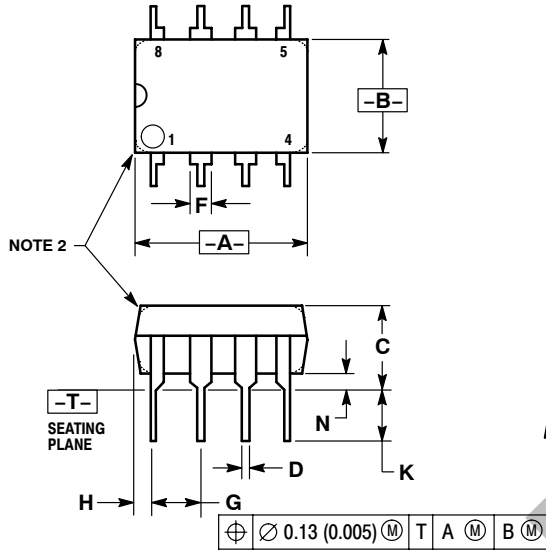 8 5
–B–
1 4
F
NOTE 2
–A–
C
–T–
N
SEATING
PLANE
D
K
H
G
⌖ ∅ 0.13 (0.005) Ⓜ T A Ⓜ B Ⓜ